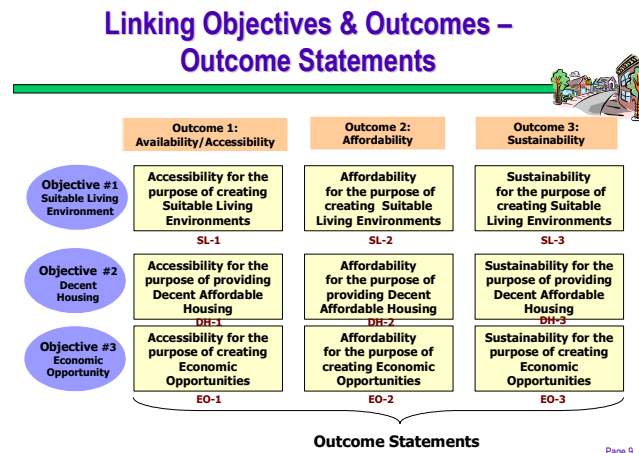 Linking Objectives & Outcomes –
Outcome Statements
Outcome 1:
Availability/Accessibility
Outcome 2:
Affordability
Outcome 3:
Sustainability
Objective #1
Suitable Living
Environment
Accessibility for the
purpose of creating
Suitable Living
Environments
SL-1
Affordability
for the purpose of
creating Suitable
Living Environments
SL-2
Sustainability
for the purpose of
creating Suitable
Living Environments
SL-3
Objective #2
Decent
Housing
Accessibility for the
purpose of providing
Decent Affordable
Housing
DH-1
Affordability
for the purpose of
providing Decent
Affordable Housing
DH-2
Sustainability for the
purpose of providing
Decent Affordable
Housing
DH-3
Objective #3
Economic
Opportunity
Accessibility for the
purpose of creating
Economic
Opportunities
EO-1
Affordability
for the purpose of
creating Economic
Opportunities
EO-2
Sustainability for the
purpose of creating
Economic
Opportunities
EO-3
Outcome Statements
Page 9